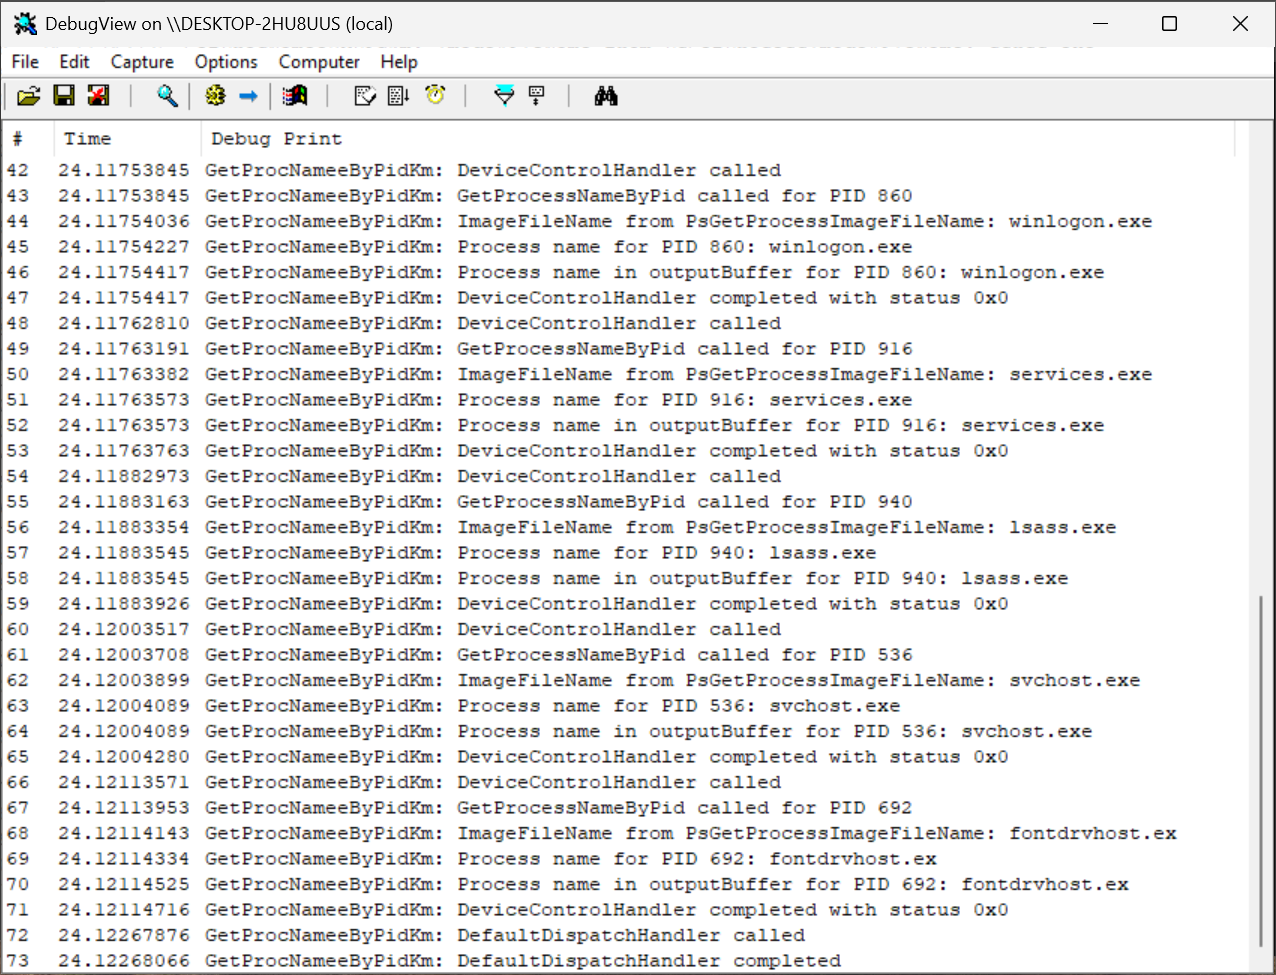 DebugView on \\DESKTOP-2HU8UUS (local)
File Edit Capture Options Computer Help
# Time Debug Print
42 24.11753845 GetProcNameeByPidKm: DeviceControlHandler called
43 24.11753845 GetProcNameeByPidKm: GetProcessNameByPid called for PID 860
44 24.11754036 GetProcNameeByPidKm: ImageFileName from PsGetProcessImageFileName: winlogon.exe
45 24.11754227 GetProcNameeByPidKm: Process name for PID 860: winlogon.exe
46 24.11754417 GetProcNameeByPidKm: Process name in outputBuffer for PID 860: winlogon.exe
47 24.11754417 GetProcNameeByPidKm: DeviceControlHandler completed with status 0x0
48 24.11762810 GetProcNameeByPidKm: DeviceControlHandler called
49 24.11763191 GetProcNameeByPidKm: GetProcessNameByPid called for PID 916
50 24.11763382 GetProcNameeByPidKm: ImageFileName from PsGetProcessImageFileName: services.exe
51 24.11763573 GetProcNameeByPidKm: Process name for PID 916: services.exe
52 24.11763573 GetProcNameeByPidKm: Process name in outputBuffer for PID 916: services.exe
53 24.11763763 GetProcNameeByPidKm: DeviceControlHandler completed with status 0x0
54 24.11882973 GetProcNameeByPidKm: DeviceControlHandler called
55 24.11883163 GetProcNameeByPidKm: GetProcessNameByPid called for PID 940
56 24.11883354 GetProcNameeByPidKm: ImageFileName from PsGetProcessImageFileName: lsass.exe
57 24.11883545 GetProcNameeByPidKm: Process name for PID 940: lsass.exe
58 24.11883545 GetProcNameeByPidKm: Process name in outputBuffer for PID 940: lsass.exe
59 24.11883926 GetProcNameeByPidKm: DeviceControlHandler completed with status 0x0
60 24.12003517 GetProcNameeByPidKm: DeviceControlHandler called
61 24.12003708 GetProcNameeByPidKm: GetProcessNameByPid called for PID 536
62 24.12003899 GetProcNameeByPidKm: ImageFileName from PsGetProcessImageFileName: svchost.exe
63 24.12004089 GetProcNameeByPidKm: Process name for PID 536: svchost.exe
64 24.12004089 GetProcNameeByPidKm: Process name in outputBuffer for PID 536: svchost.exe
65 24.12004280 GetProcNameeByPidKm: DeviceControlHandler completed with status 0x0
66 24.12113571 GetProcNameeByPidKm: DeviceControlHandler called
67 24.12113953 GetProcNameeByPidKm: GetProcessNameByPid called for PID 692
68 24.12114143 GetProcNameeByPidKm: ImageFileName from PsGetProcessImageFileName: fontdrvhost.ex
69 24.12114334 GetProcNameeByPidKm: Process name for PID 692: fontdrvhost.ex
70 24.12114525 GetProcNameeByPidKm: Process name in outputBuffer for PID 692: fontdrvhost.ex
71 24.12114716 GetProcNameeByPidKm: DeviceControlHandler completed with status 0x0
72 24.12267876 GetProcNameeByPidKm: DefaultDispatchHandler called
73 24.12268066 GetProcNameeByPidKm: DefaultDispatchHandler completed